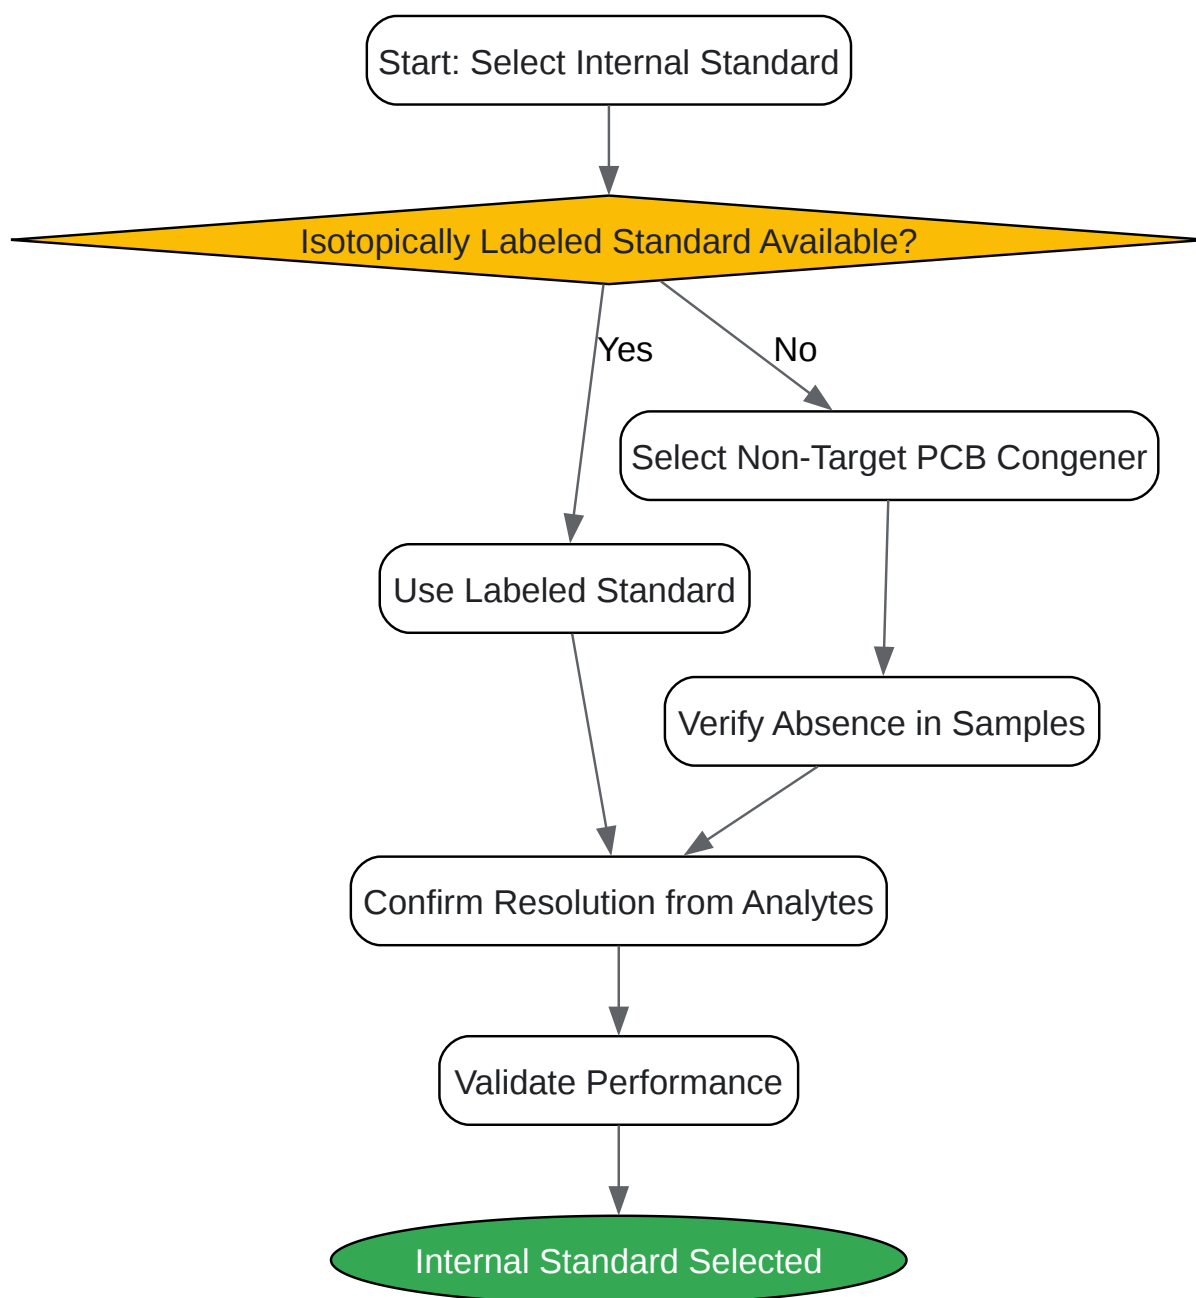 Start: Select Internal Standard
Isotopically Labeled Standard Available?
Yes
No
Select Non-Target PCB Congener
Use Labeled Standard
Verify Absence in Samples
Confirm Resolution from Analytes
Validate Performance
Internal Standard Selected